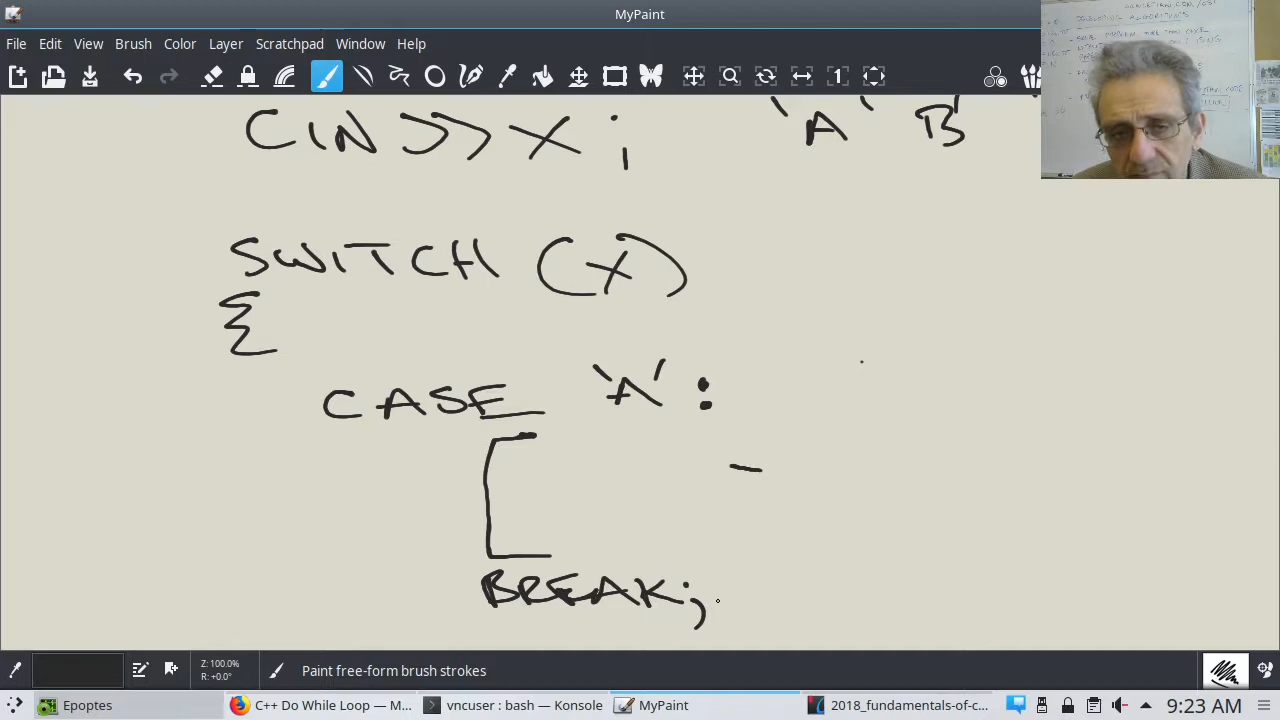 MyPaint
File Edit View Brush Color Layer Scratchpad Window Help
CIN >> X ; 'A' B'
SWITCH (X)
{
CASE 'A' :
[ -
BREAK;
Z: 100.0%
R: +0.0°
Paint free-form brush strokes
Epoptes C++ Do While Loop — M... vncuser : bash — Konsole MyPaint 2018_fundamentals-of-c... 9:23 AM